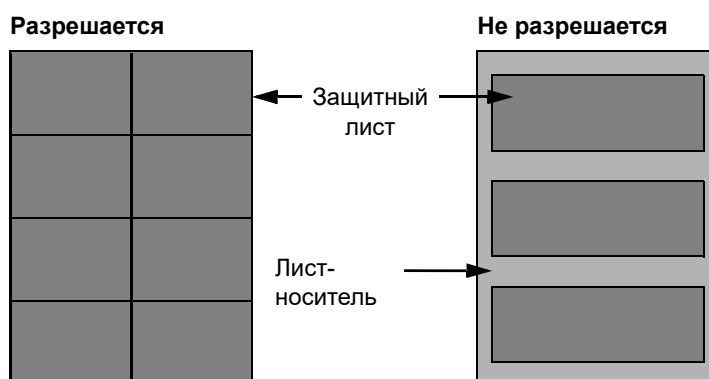 Разрешается
Не разрешается
Защитный
лист
Лист-
носитель